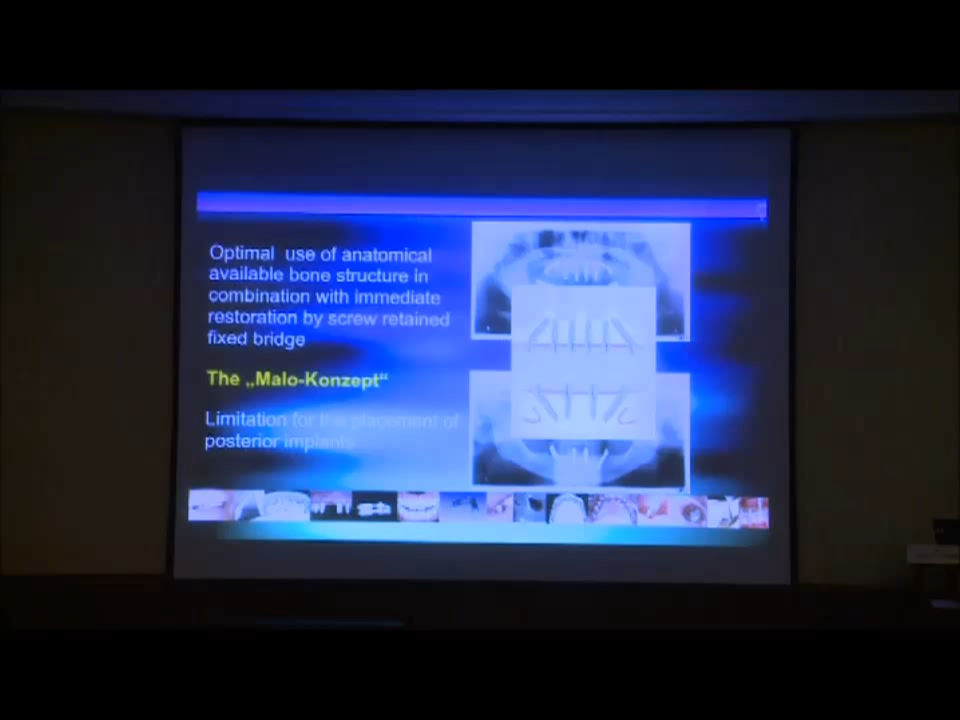 Optimal use of anatomical
available bone structure in
combination with immediate
restoration by screw retained
fixed bridge
The „Malo-Konzept“
Limitation for the placement of
posterior implants